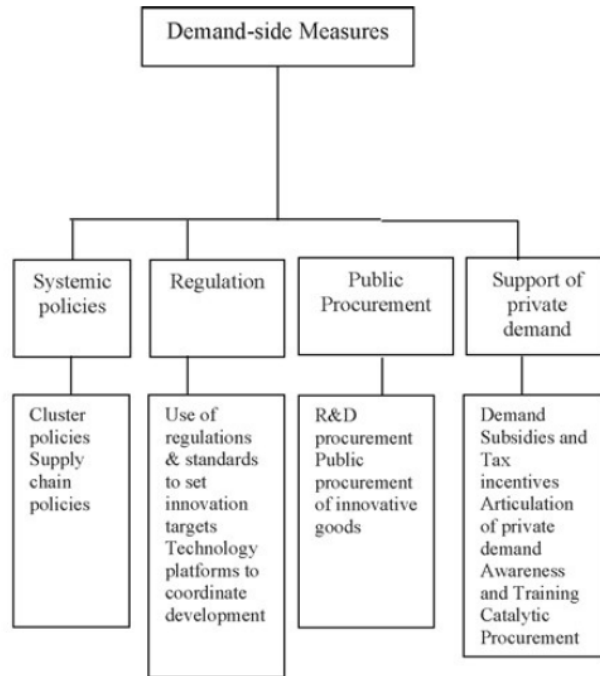 Demand-side Measures
Systemic
policies
Regulation
Public
Procurement
Support of
private
demand
Cluster
policies
Supply
chain
policies
Use of
regulations
& standards
to set
innovation
targets
Technology
platforms to
coordinate
development
R&D
procurement
Public
procurement
of innovative
goods
Demand
Subsidies and
Tax
incentives
Articulation
of private
demand
Awareness
and Training
Catalytic
Procurement